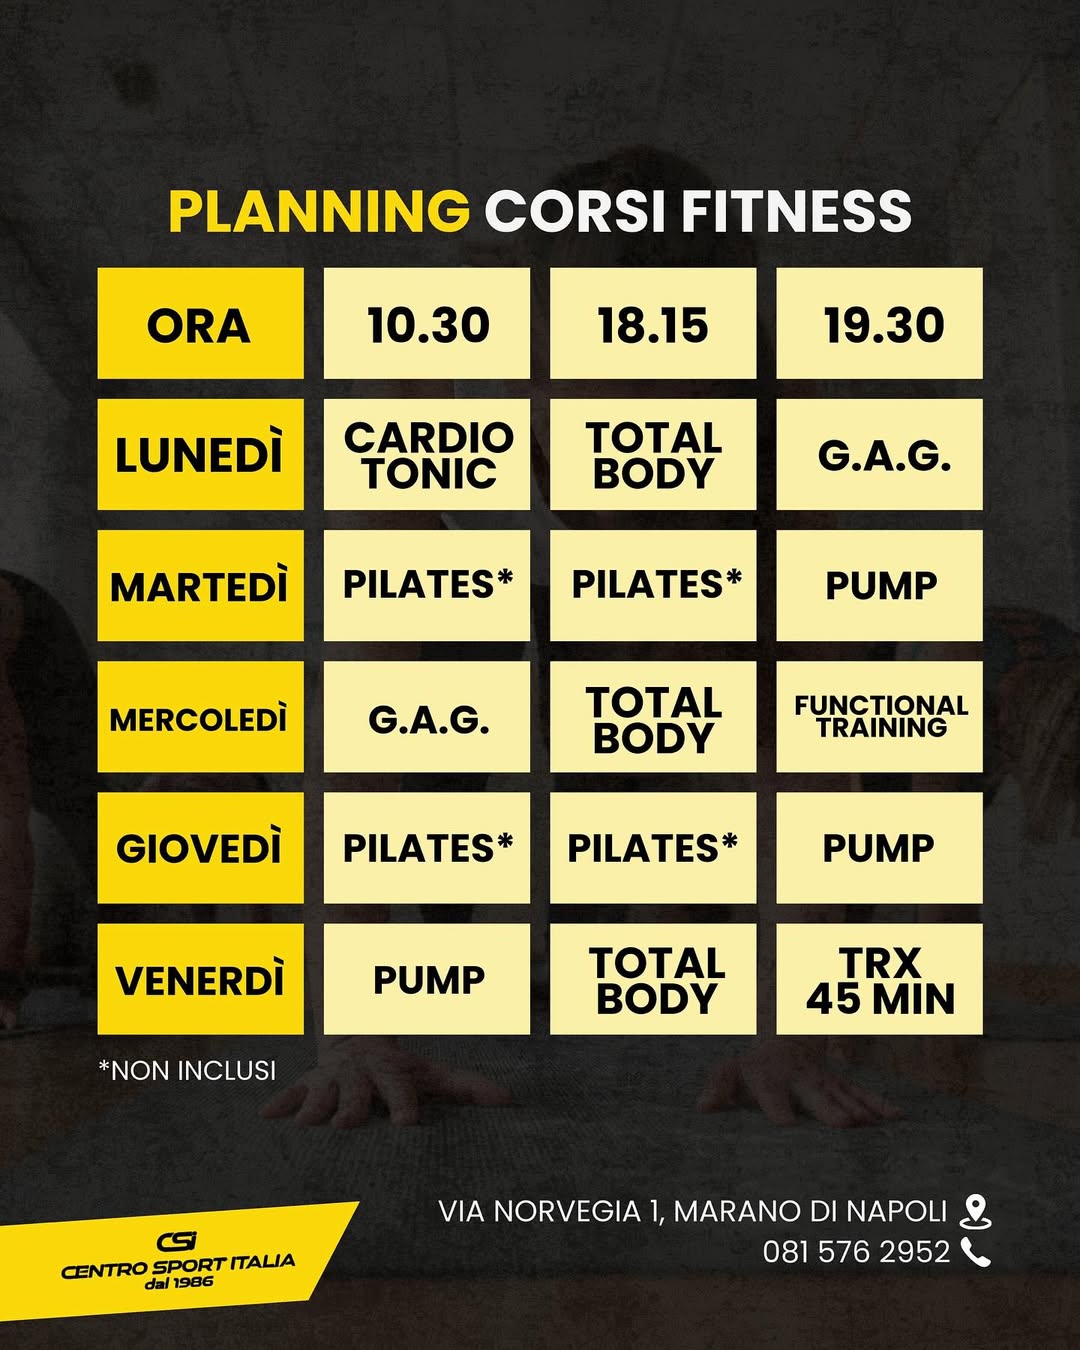 PLANNING CORSI FITNESS
ORA 10.30 18.15 19.30
LUNEDÌ CARDIO TONIC TOTAL BODY G.A.G.
MARTEDÌ PILATES* PILATES* PUMP
MERCOLEDÌ G.A.G. TOTAL BODY FUNCTIONAL TRAINING
GIOVEDÌ PILATES* PILATES* PUMP
VENERDÌ PUMP TOTAL BODY TRX 45 MIN
*NON INCLUSI
VIA NORVEGIA 1, MARANO DI NAPOLI
081 576 2952
CSI
CENTRO SPORT ITALIA
dal 1986